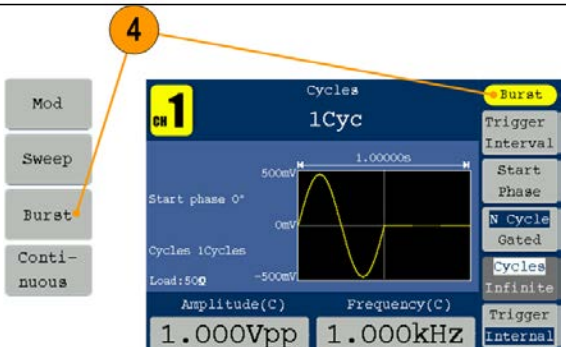 4
Mod
Sweep
Burst
Conti-
nuous
CH 1
Cycles
1Cyc
1.00000s
500mV
Start phase 0°
0mV
Cycles 1Cycles
Load:50Ω
-500mV
Amplitude(C)
Frequency(C)
1.000Vpp
1.000kHz
Burst
Trigger
Interval
Start
Phase
N Cycle
Gated
Cycles
Infinite
Trigger
Internal